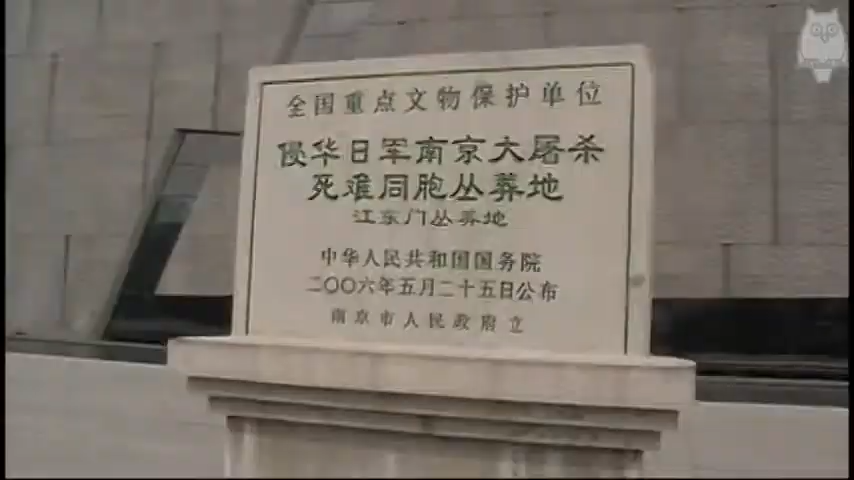 全国重点文物保护单位
侵华日军南京大屠杀
死难同胞丛葬地
江东门丛葬地
中华人民共和国国务院
二〇〇六年五月二十五日公布
南京市人民政府立